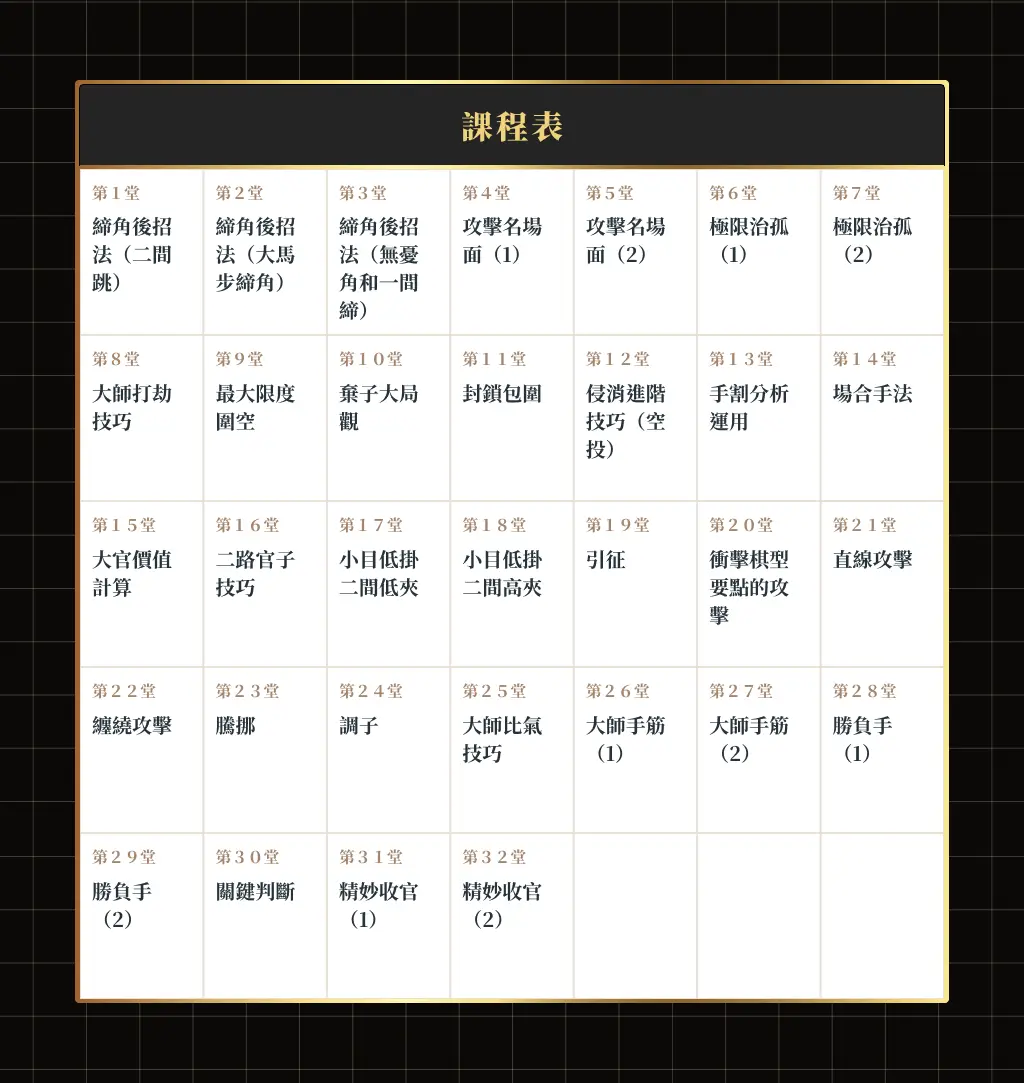 課程表
第1堂
締角後招
法（二間
跳）
第2堂
締角後招
法（大馬
步締角）
第3堂
締角後招
法（無憂
角和一間
締）
第4堂
攻擊名場
面（1）
第5堂
攻擊名場
面（2）
第6堂
極限治孤
（1）
第7堂
極限治孤
（2）
第8堂
大師打劫
技巧
第9堂
最大限度
圍空
第10堂
棄子大局
觀
第11堂
封鎖包圍
第12堂
侵消進階
技巧（空
投）
第13堂
手割分析
運用
第14堂
場合手法
第15堂
大官價值
計算
第16堂
二路官子
技巧
第17堂
小目低掛
二間低夾
第18堂
小目低掛
二間高夾
第19堂
引征
第20堂
衝擊棋型
要點的攻
擊
第21堂
直線攻擊
第22堂
纏繞攻擊
第23堂
騰挪
第24堂
調子
第25堂
大師比氣
技巧
第26堂
大師手筋
（1）
第27堂
大師手筋
（2）
第28堂
勝負手
（1）
第29堂
勝負手
（2）
第30堂
關鍵判斷
第31堂
精妙收官
（1）
第32堂
精妙收官
（2）